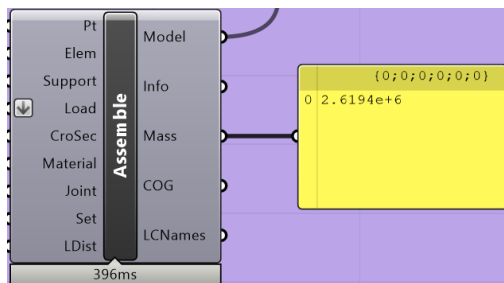 Pt
Elem
Support
Load
CroSec
Material
Joint
Set
LDist
Assemble
Model
Info
Mass
COG
LCNames
396ms
{0;0;0;0;0;0}
0 2.6194e+6